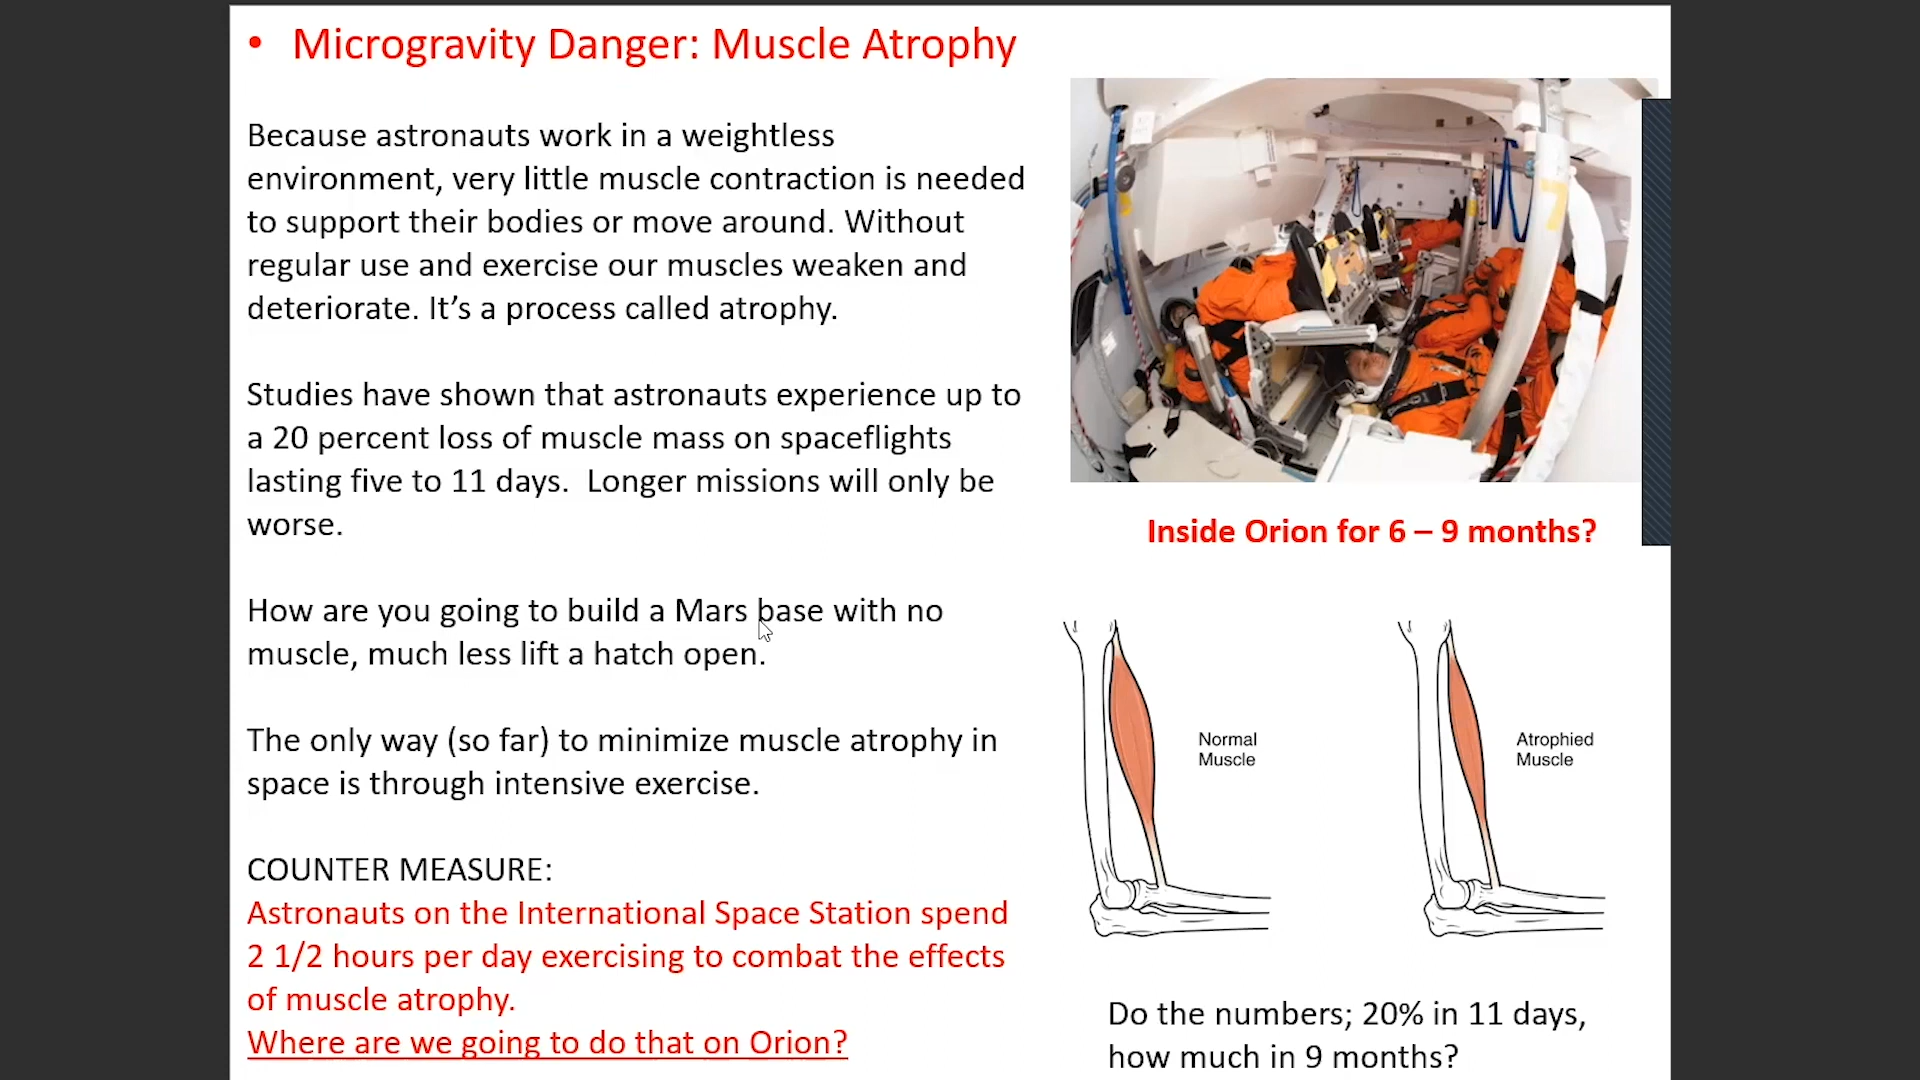 • Microgravity Danger: Muscle Atrophy
Because astronauts work in a weightless
environment, very little muscle contraction is needed
to support their bodies or move around. Without
regular use and exercise our muscles weaken and
deteriorate. It’s a process called atrophy.
Studies have shown that astronauts experience up to
a 20 percent loss of muscle mass on spaceflights
lasting five to 11 days.  Longer missions will only be
worse.
How are you going to build a Mars base with no
muscle, much less lift a hatch open.
The only way (so far) to minimize muscle atrophy in
space is through intensive exercise.
COUNTER MEASURE:
Astronauts on the International Space Station spend
2 1/2 hours per day exercising to combat the effects
of muscle atrophy.
Where are we going to do that on Orion?
7
Inside Orion for 6 – 9 months?
Normal
Muscle
Atrophied
Muscle
Do the numbers; 20% in 11 days,
how much in 9 months?